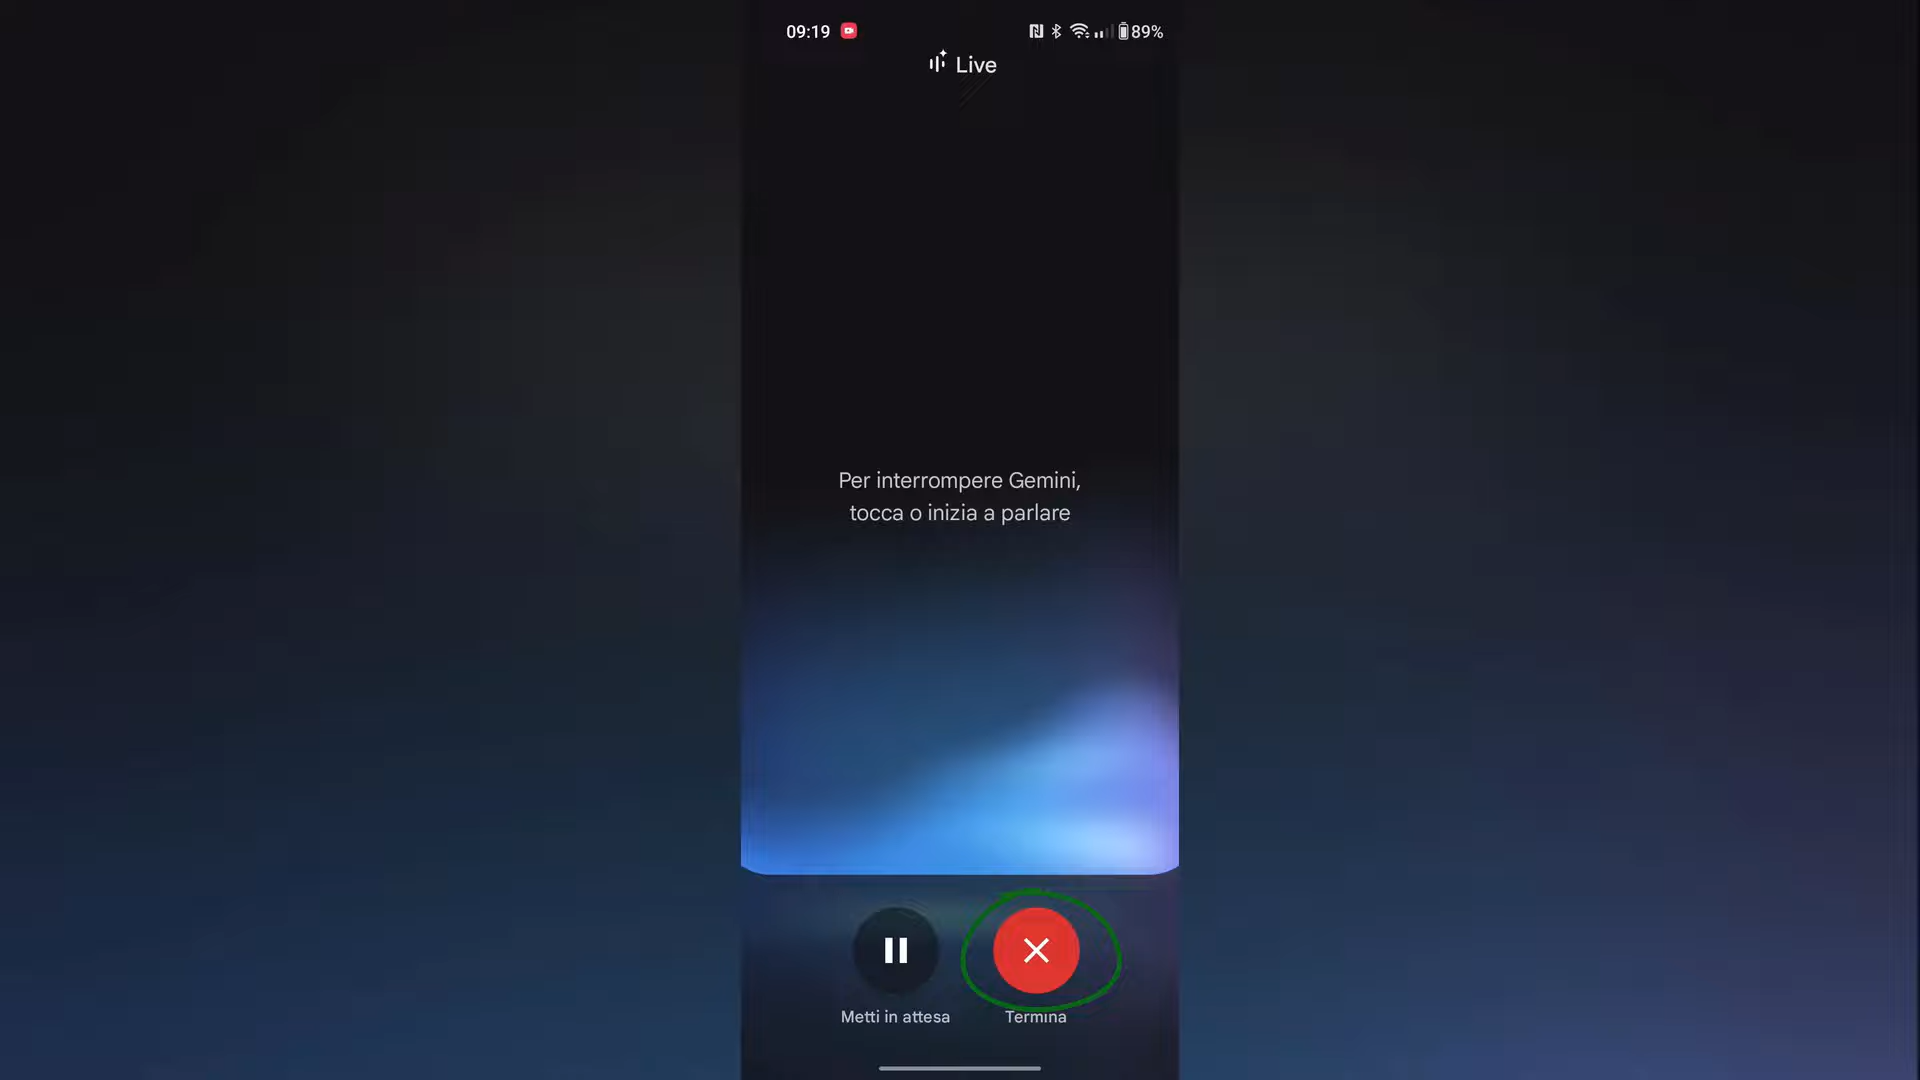 09:19
89%
Live
Per interrompere Gemini,
tocca o inizia a parlare
Metti in attesa
Termina